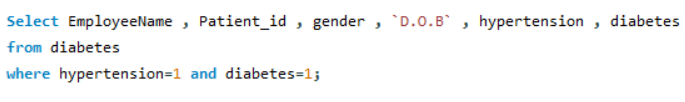 Select EmployeeName , Patient_id , gender , `D.O.B` , hypertension , diabetes
from diabetes
where hypertension=1 and diabetes=1;